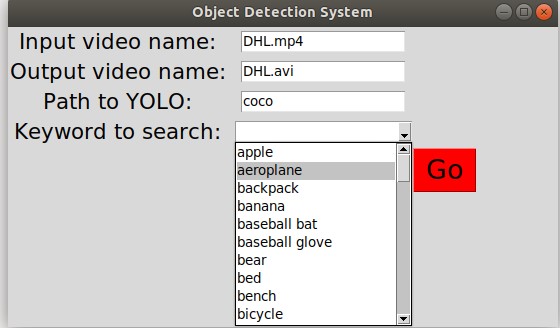 Object Detection System
Input video name: DHL.mp4
Output video name: DHL.avi
Path to YOLO: coco
Keyword to search:
apple
aeroplane
Go
backpack
banana
baseball bat
baseball glove
bear
bed
bench
bicycle